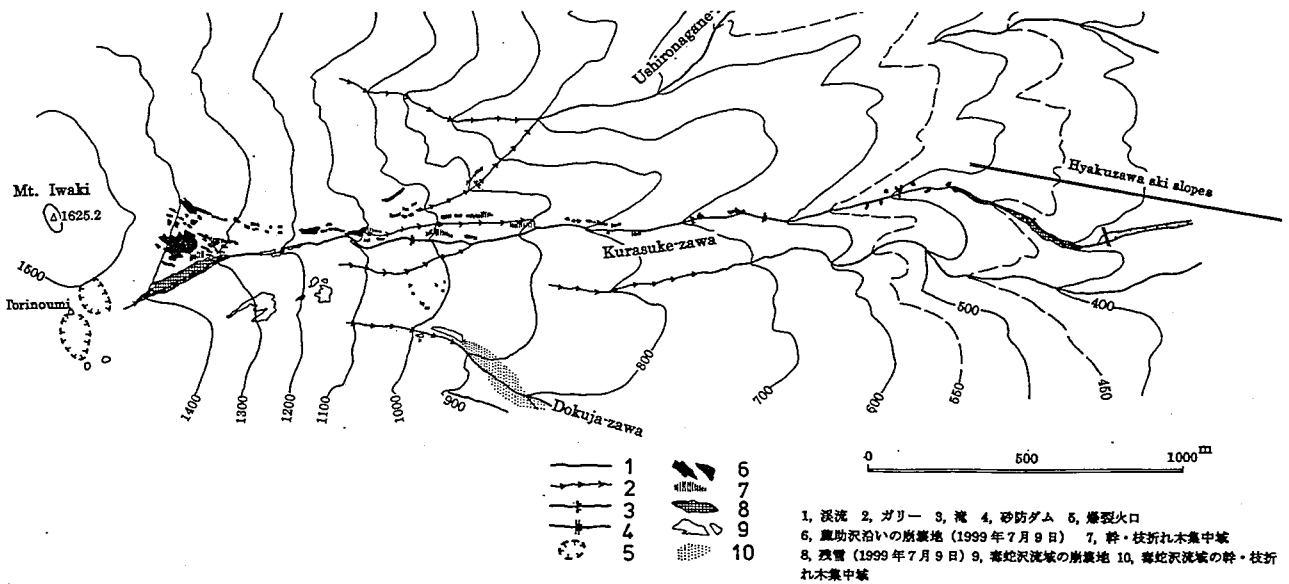 Ushironagane-
Mt. Iwaki
1625.2
Hyakuzawa ski slopes
Kurasuke-zawa
1500
Torinoumi
500
400
800
1400
1300
1200
1100
1000
900
700
600
550
450
Dokuja-zawa
0 500 1000m
1 6
2 7
3 8
4 9
5 10
1, 渓流 2, ガリー 3, 滝 4, 砂防ダム 5, 爆裂火口
6, 蔵助沢沿いの崩壊地 (1999年7月9日) 7, 幹・枝折れ木集中域
8, 残雪 (1999年7月9日) 9, 毒蛇沢流域の崩壊地 10, 毒蛇沢流域の幹・枝折
れ木集中域